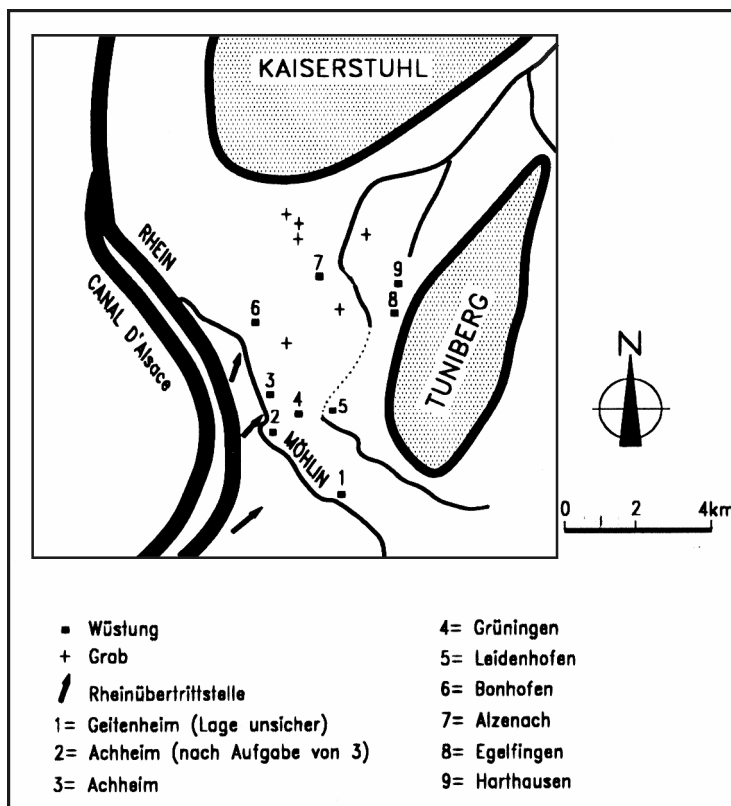 KAISERSTUHL
RHEIN
CANAL D'Alsace
TUNIBERG
MÖHLIN
7
9
8
6
3
4
5
2
1
N
0 2 4km
Wüstung
+ Grab
Rheinübertrittstelle
1= Geitenheim (Lage unsicher)
2= Achheim (nach Aufgabe von 3)
3= Achheim
4= Grüningen
5= Leidenhofen
6= Bonhofen
7= Alzenach
8= Egelfingen
9= Harthausen